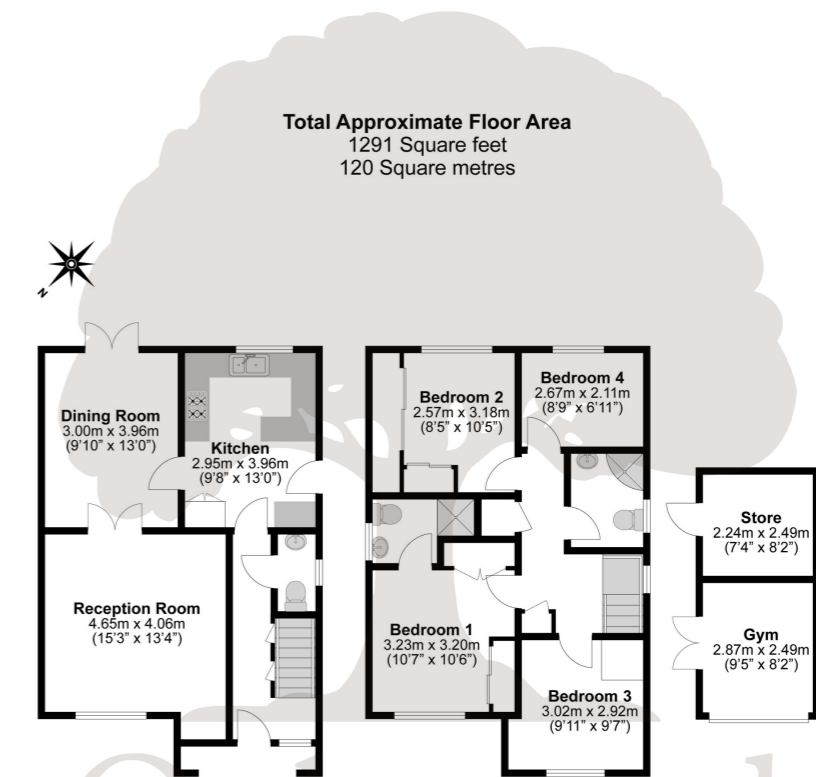 Total Approximate Floor Area
1291 Square feet
120 Square metres
N
Dining Room
3.00m x 3.96m
(9'10" x 13'0")
Kitchen
2.95m x 3.96m
(9'8" x 13'0")
Reception Room
4.65m x 4.06m
(15'3" x 13'4")
Bedroom 2
2.57m x 3.18m
(8'5" x 10'5")
Bedroom 4
2.67m x 2.11m
(8'9" x 6'11")
Bedroom 1
3.23m x 3.20m
(10'7" x 10'6")
Bedroom 3
3.02m x 2.92m
(9'11" x 9'7")
Store
2.24m x 2.49m
(7'4" x 8'2")
Gym
2.87m x 2.49m
(9'5" x 8'2")